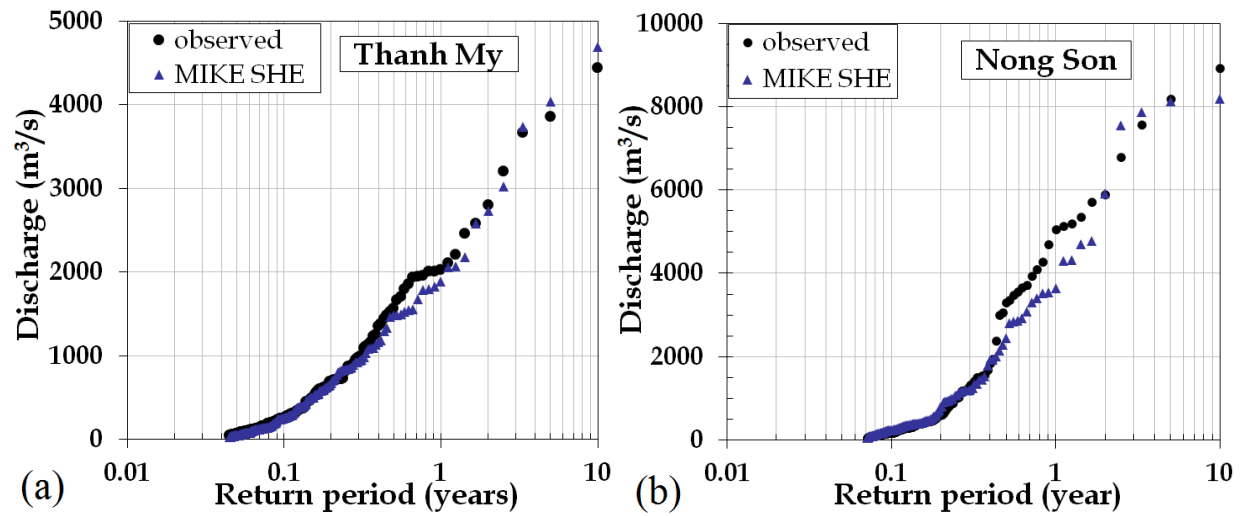 observed
MIKE SHE
Thanh My
5000
4000
3000
2000
1000
0
Discharge (m³/s)
0.01
0.1
1
10
Return period (years)
(a)
observed
MIKE SHE
Nong Son
10000
8000
6000
4000
2000
0
Discharge (m³/s)
0.01
0.1
1
10
Return period (year)
(b)